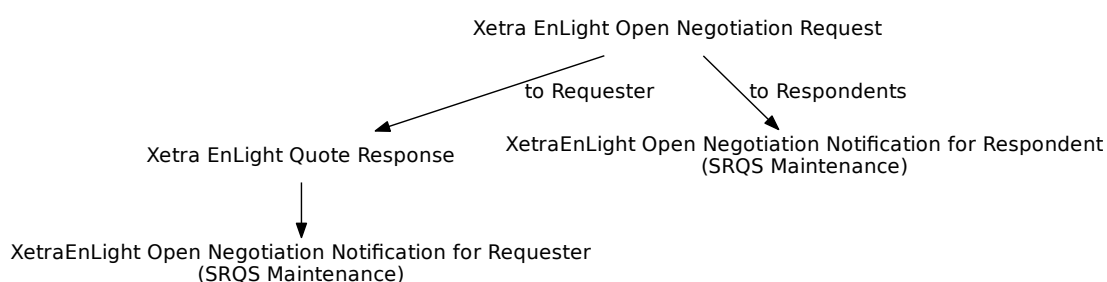 Xetra EnLight Open Negotiation Request
to Requester
to Respondents
Xetra EnLight Quote Response
XetraEnLight Open Negotiation Notification for Respondent
(SRQS Maintenance)
XetraEnLight Open Negotiation Notification for Requester
(SRQS Maintenance)